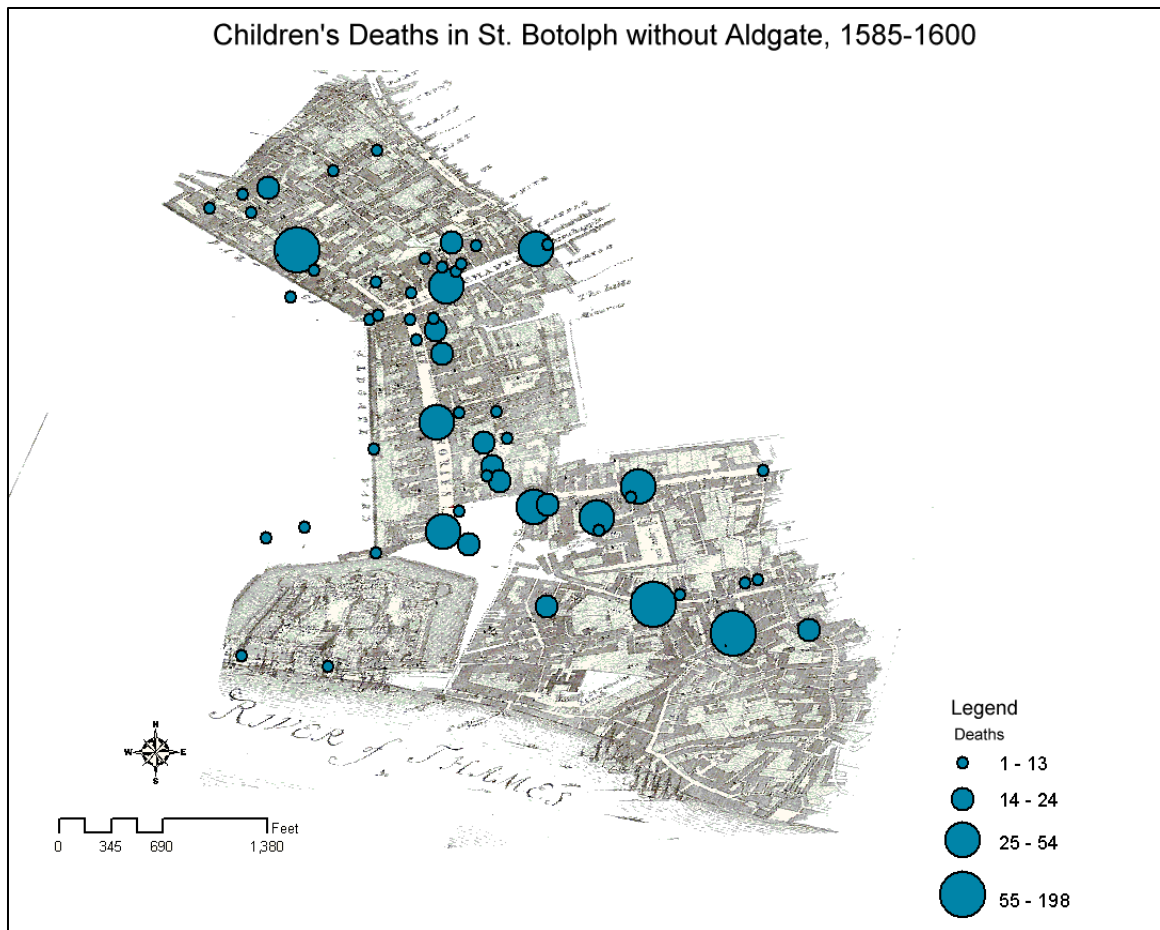 Children's Deaths in St. Botolph without Aldgate, 1585-1600
RIVER of THAMES
N
W E
S
Feet
0 345 690 1,380
Legend
Deaths
1 - 13
14 - 24
25 - 54
55 - 198